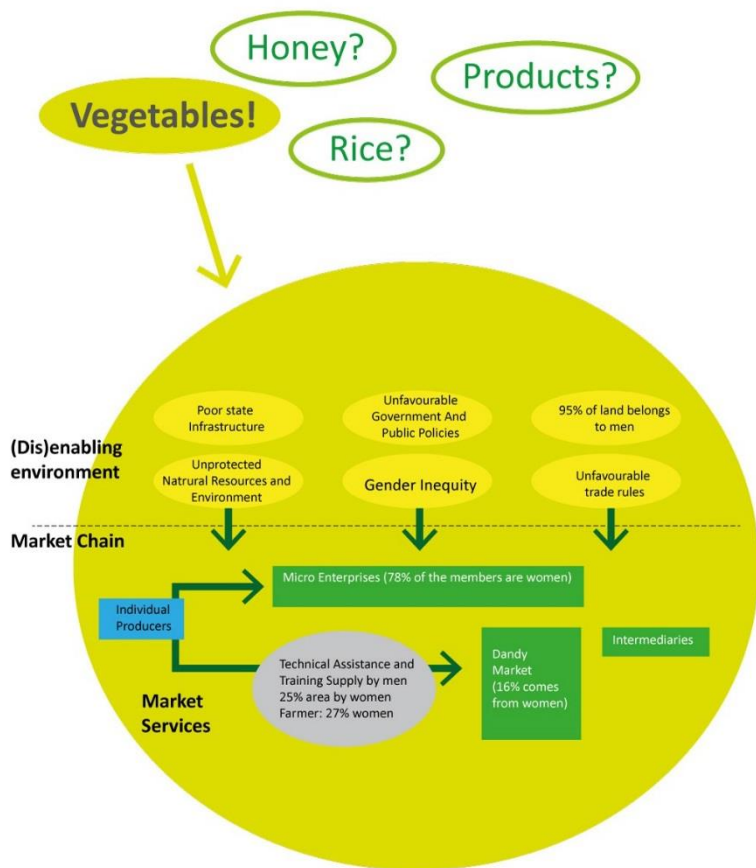 Honey?
Products?
Vegetables!
Rice?
(Dis)enabling
environment
Poor state
Infrastructure
Unfavourable
Government And
Public Policies
95% of land belongs
to men
Unprotected
Natrural Resources and
Environment
Gender Inequity
Unfavourable
trade rules
Market Chain
Micro Enterprises (78% of the members are women)
Individual
Producers
Technical Assistance and
Training Supply by men
25% area by women
Farmer: 27% women
Dandy
Market
(16% comes
from women)
Intermediaries
Market
Services